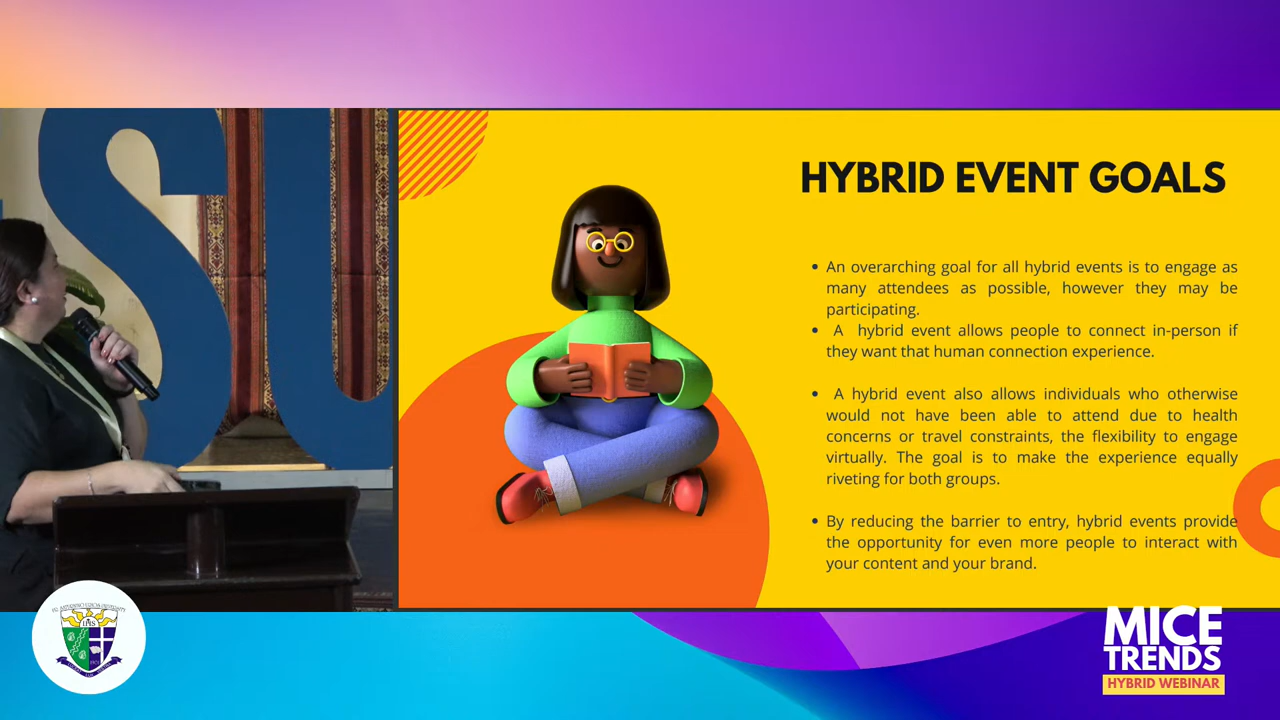 SU
HYBRID EVENT GOALS
• An overarching goal for all hybrid events is to engage as
many attendees as possible, however they may be
participating.
• A hybrid event allows people to connect in-person if
they want that human connection experience.
• A hybrid event also allows individuals who otherwise
would not have been able to attend due to health
concerns or travel constraints, the flexibility to engage
virtually. The goal is to make the experience equally
riveting for both groups.
• By reducing the barrier to entry, hybrid events provide
the opportunity for even more people to interact with
your content and your brand.
IHS
MICE
TRENDS
HYBRID WEBINAR